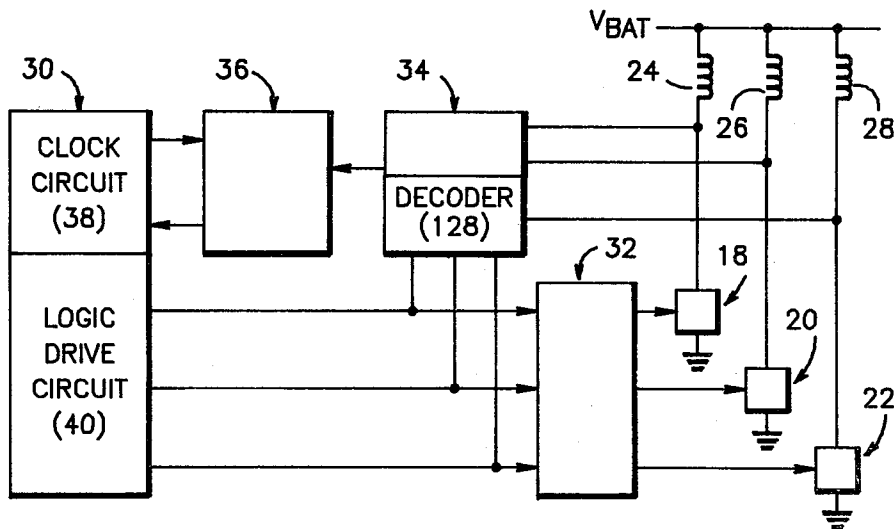 V_BAT
30
36
34
24
26
28
CLOCK
CIRCUIT
(38)
DECODER
(128)
32
18
LOGIC
DRIVE
CIRCUIT
(40)
20
22